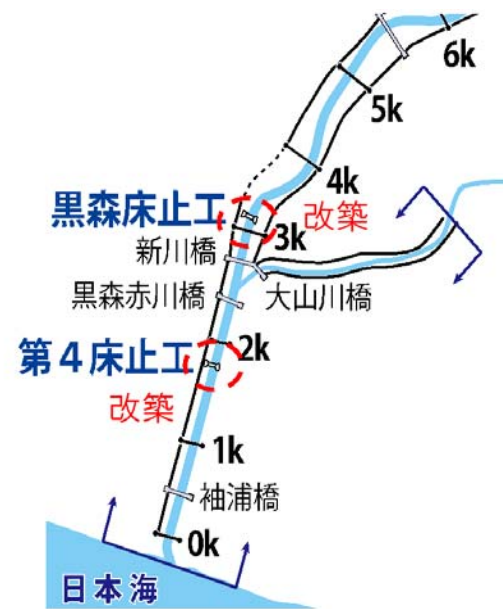 6k
5k
4k
黒森床止工
改築
3k
新川橋
黒森赤川橋
大山川橋
2k
第4床止工
改築
1k
袖浦橋
0k
日本海